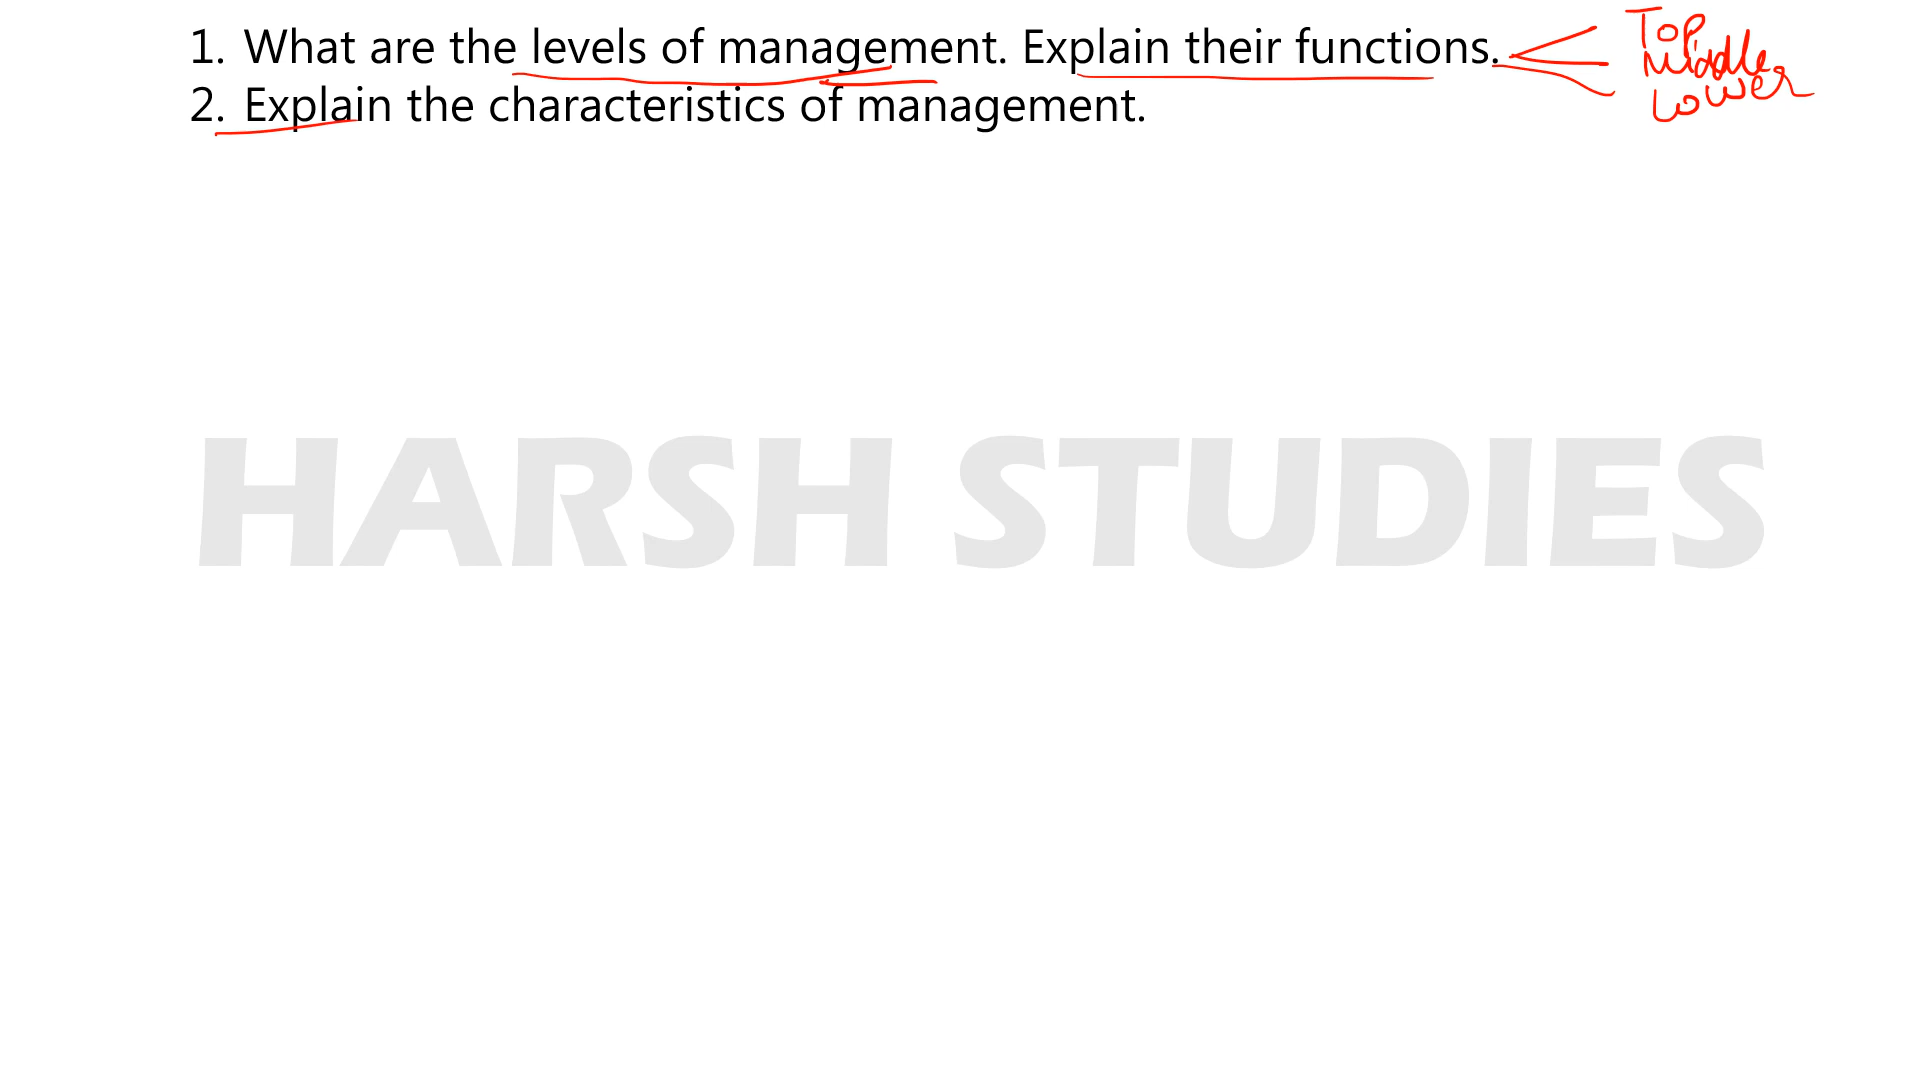 1. What are the levels of management. Explain their functions.
Top
Middle
Lower
2. Explain the characteristics of management.
HARSH STUDIES